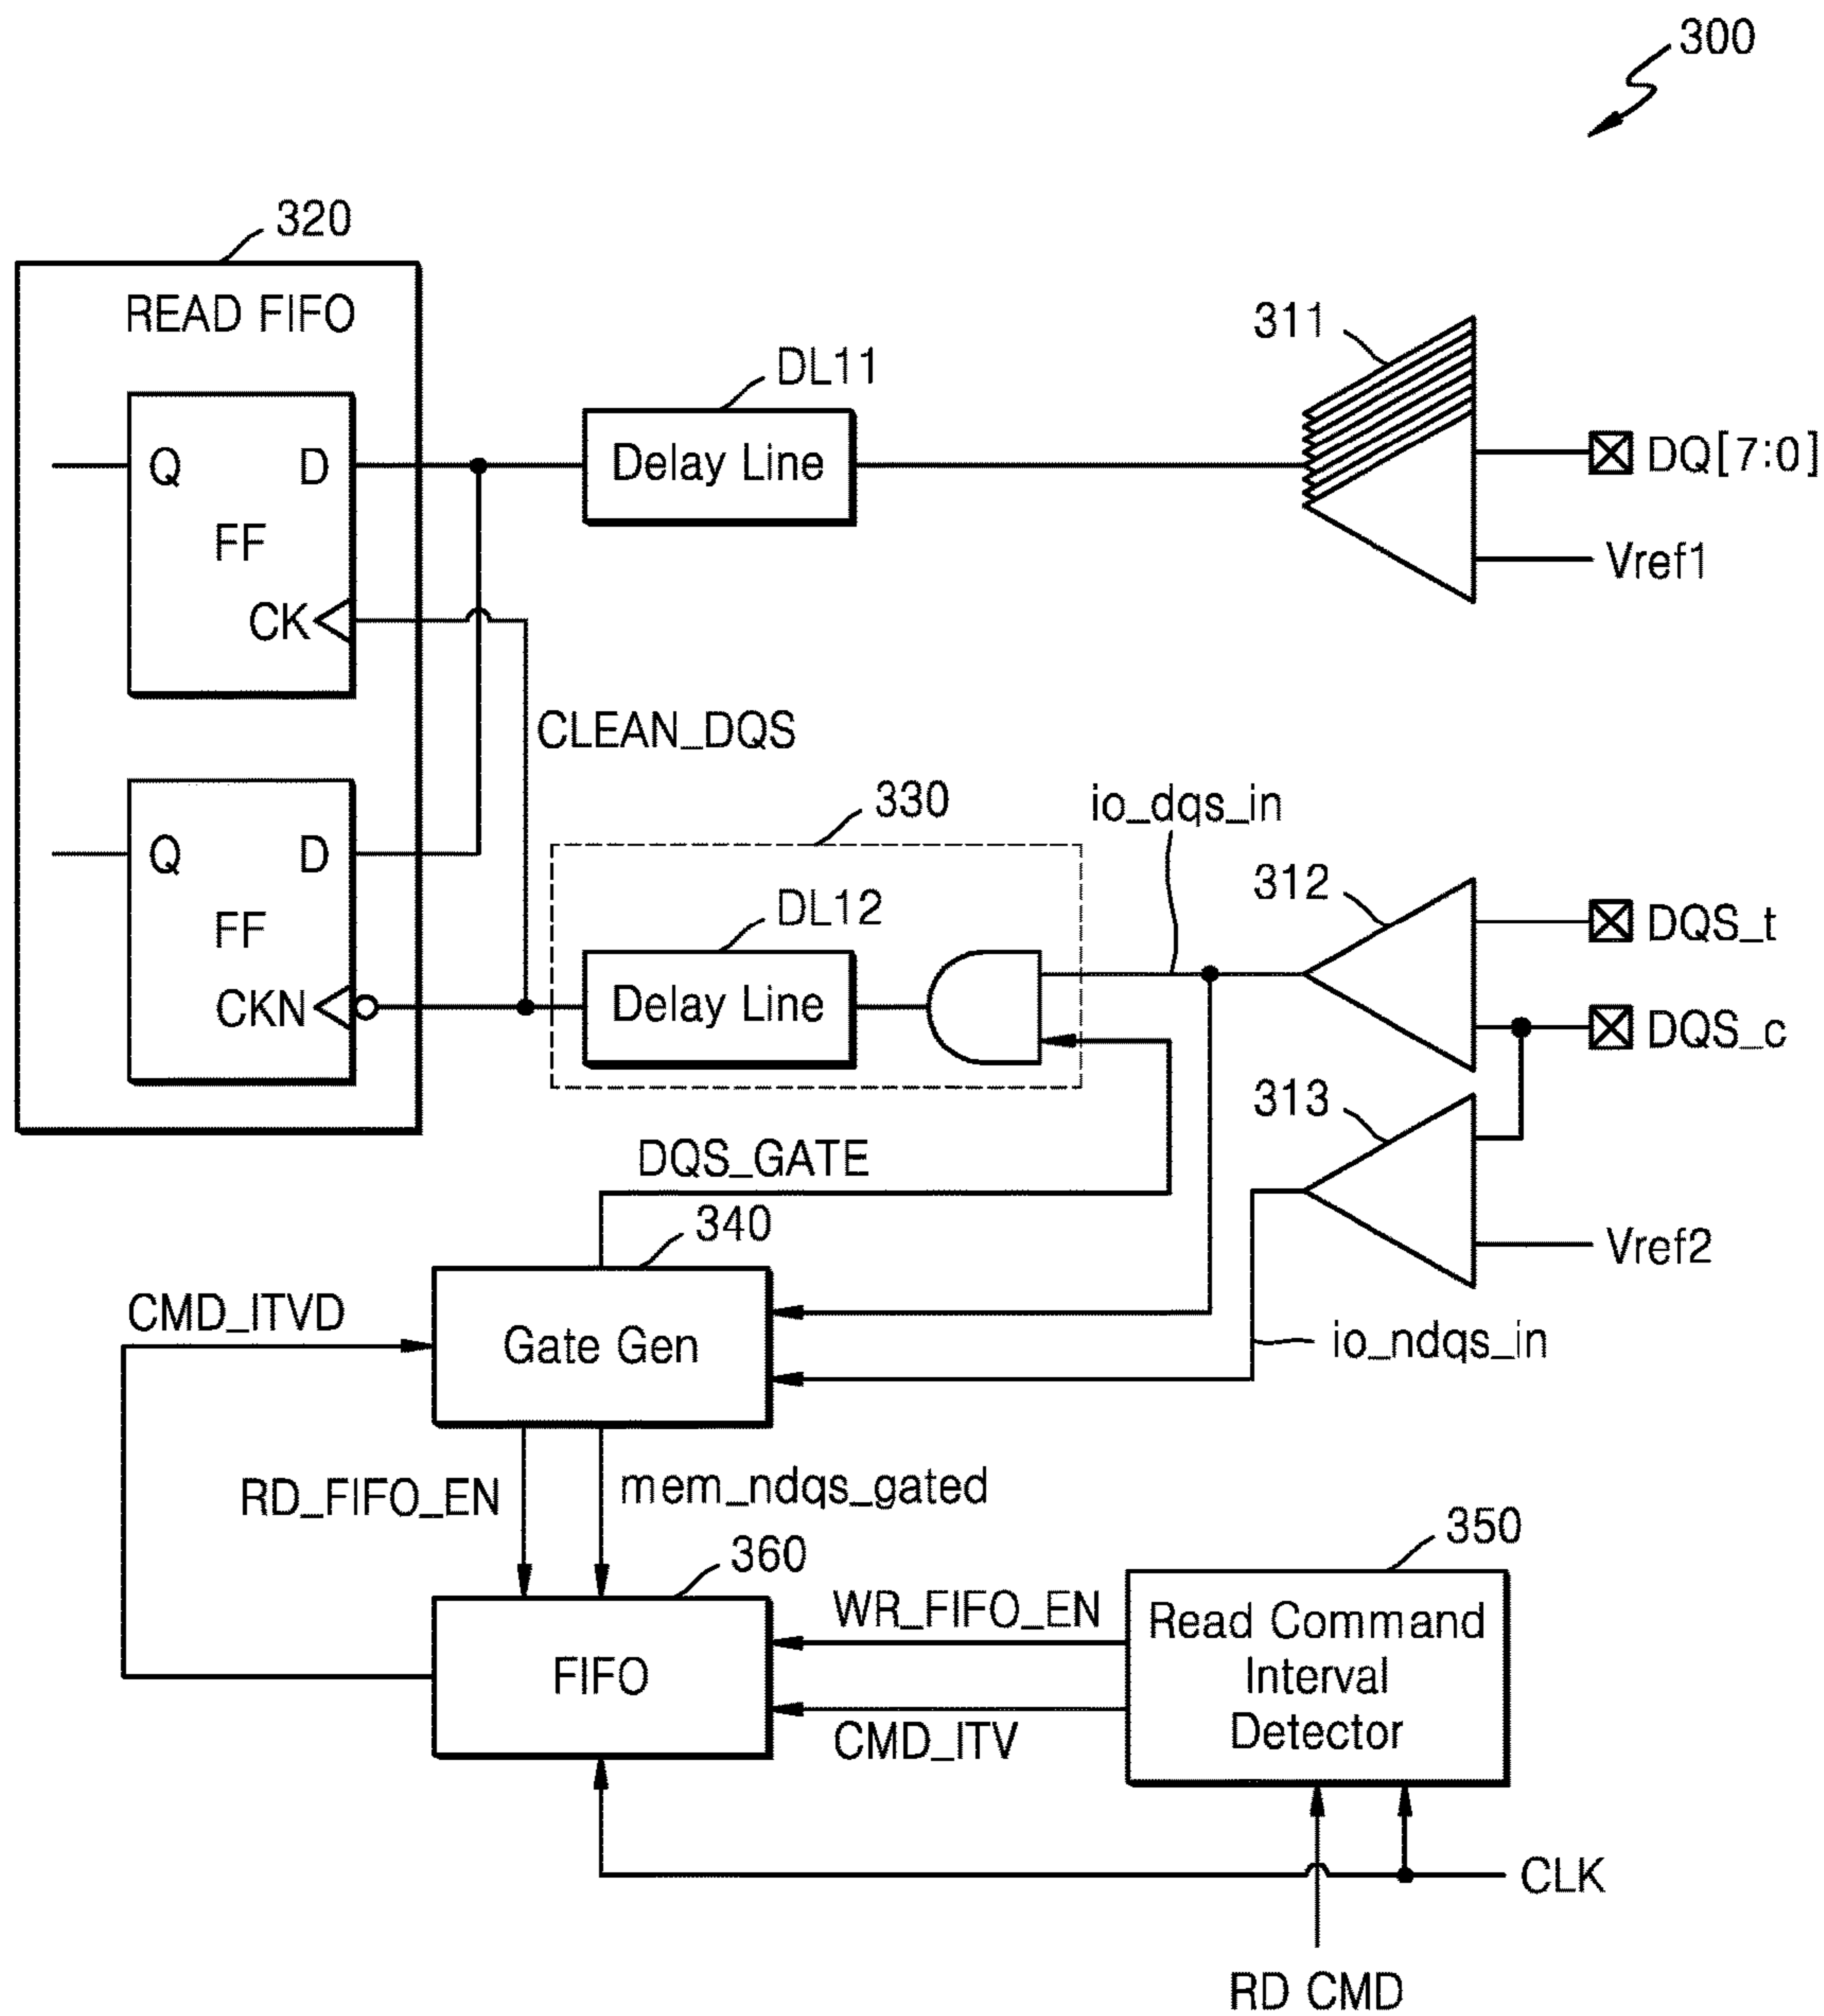 300
320
READ FIFO
311
DL11
Q D
Delay Line
DQ[7:0]
FF
Vref1
CK
CLEAN_DQS
330
io_dqs_in
Q D
312
DL12
FF
DQS_t
CKN
Delay Line
DQS_c
313
DQS_GATE
340
Vref2
CMD_ITVD
Gate Gen
io_ndqs_in
RD_FIFO_EN
mem_ndqs_gated
350
360
WR_FIFO_EN
Read Command
Interval
Detector
FIFO
CMD_ITV
CLK
RD CMD